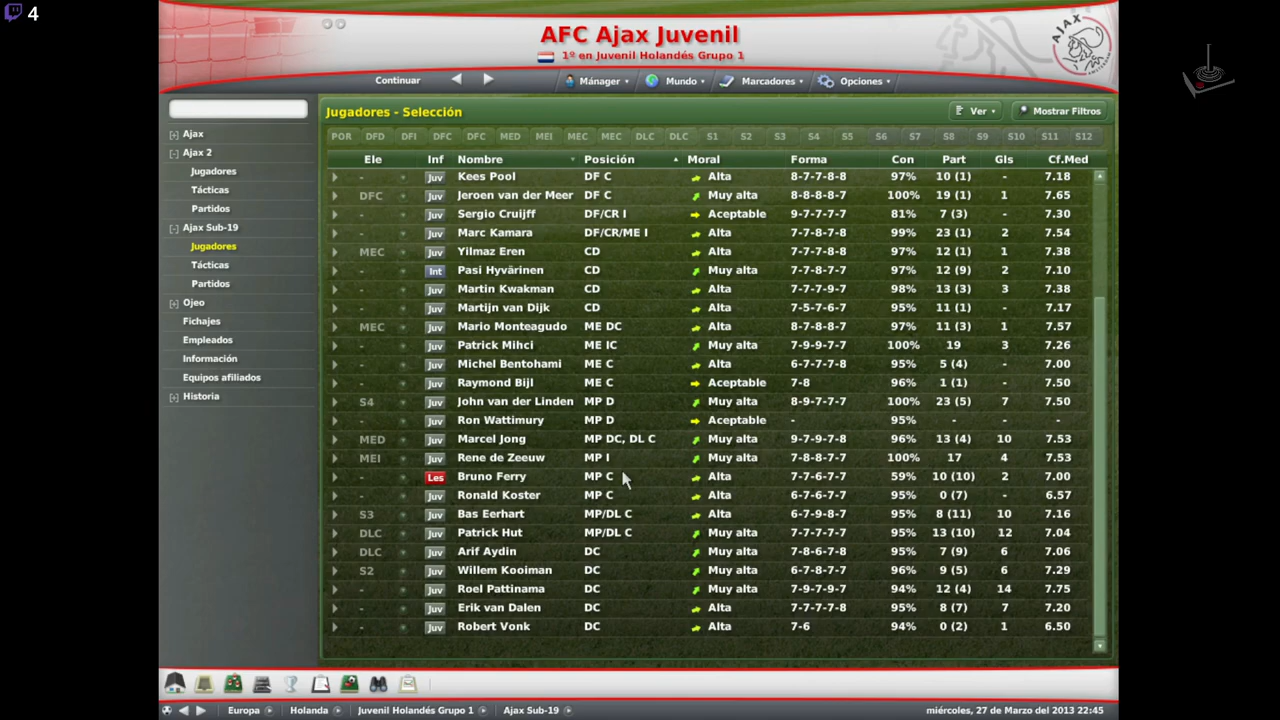 4
AFC Ajax Juvenil
1º en Juvenil Holandés Grupo 1
AJAX
Continuar Mánager Mundo Marcadores Opciones
Jugadores - Selección Ver Mostrar Filtros
POR DFD DFI DFC DFC MED MEI MEC MEC DLC DLC S1 S2 S3 S4 S5 S6 S7 S8 S9 S10 S11 S12
Ele Inf Nombre Posición Moral Forma Con Part Gls Cf.Med
- Juv Kees Pool DF C Alta 8-7-7-8-8 97% 10 (1) - 7.18
DFC Juv Jeroen van der Meer DF C Muy alta 8-8-8-8-7 100% 19 (1) 1 7.65
- Juv Sergio Cruijff DF/CR I Aceptable 9-7-7-7-7 81% 7 (3) - 7.30
- Juv Marc Kamara DF/CR/ME I Alta 7-7-8-7-8 99% 23 (1) 2 7.54
MEC Juv Yilmaz Eren CD Alta 7-7-7-8-8 97% 12 (1) 1 7.38
- Int Pasi Hyvärinen CD Muy alta 7-7-8-7-7 97% 12 (9) 2 7.10
- Juv Martin Kwakman CD Alta 7-7-7-9-7 98% 13 (3) 3 7.38
- Juv Martijn van Dijk CD Alta 7-5-7-6-7 95% 11 (1) - 7.17
MEC Juv Mario Monteagudo ME DC Alta 8-7-8-8-7 97% 11 (3) 1 7.57
- Juv Patrick Mihci ME IC Muy alta 7-9-9-7-7 100% 19 3 7.26
- Juv Michel Bentohami ME C Alta 6-7-7-7-8 95% 5 (4) - 7.00
- Juv Raymond Bijl ME C Aceptable 7-8 96% 1 (1) - 7.50
S4 Juv John van der Linden MP D Muy alta 8-9-7-7-7 100% 23 (5) 7 7.50
- Juv Ron Wattimury MP D Aceptable - 95% - - -
MED Juv Marcel Jong MP DC, DL C Muy alta 9-7-9-7-8 96% 13 (4) 10 7.53
MEI Juv Rene de Zeeuw MP I Muy alta 7-8-8-7-7 100% 17 4 7.53
- Les Bruno Ferry MP C Alta 7-7-6-7-7 59% 10 (10) 2 7.00
- Juv Ronald Koster MP C Alta 6-7-6-7-7 95% 0 (7) - 6.57
S3 Juv Bas Eerhart MP/DL C Alta 6-7-9-8-7 95% 8 (11) 10 7.16
DLC Juv Patrick Hut MP/DL C Muy alta 7-7-7-7-7 95% 13 (10) 12 7.04
DLC Juv Arif Aydin DC Muy alta 7-8-6-7-8 95% 7 (9) 6 7.06
S2 Juv Willem Kooiman DC Muy alta 6-7-8-7-7 96% 9 (5) 6 7.29
- Juv Roel Pattinama DC Muy alta 7-9-7-9-7 94% 12 (4) 14 7.75
- Juv Erik van Dalen DC Alta 7-7-7-7-8 95% 8 (7) 7 7.20
- Juv Robert Vonk DC Alta 7-6 94% 0 (2) 1 6.50
Ajax
Ajax 2
Jugadores
Tácticas
Partidos
Ajax Sub-19
Jugadores
Tácticas
Partidos
Ojeo
Fichajes
Empleados
Información
Equipos afiliados
Historia
Europa Holanda Juvenil Holandés Grupo 1 Ajax Sub-19 miércoles, 27 de Marzo del 2013 22:45